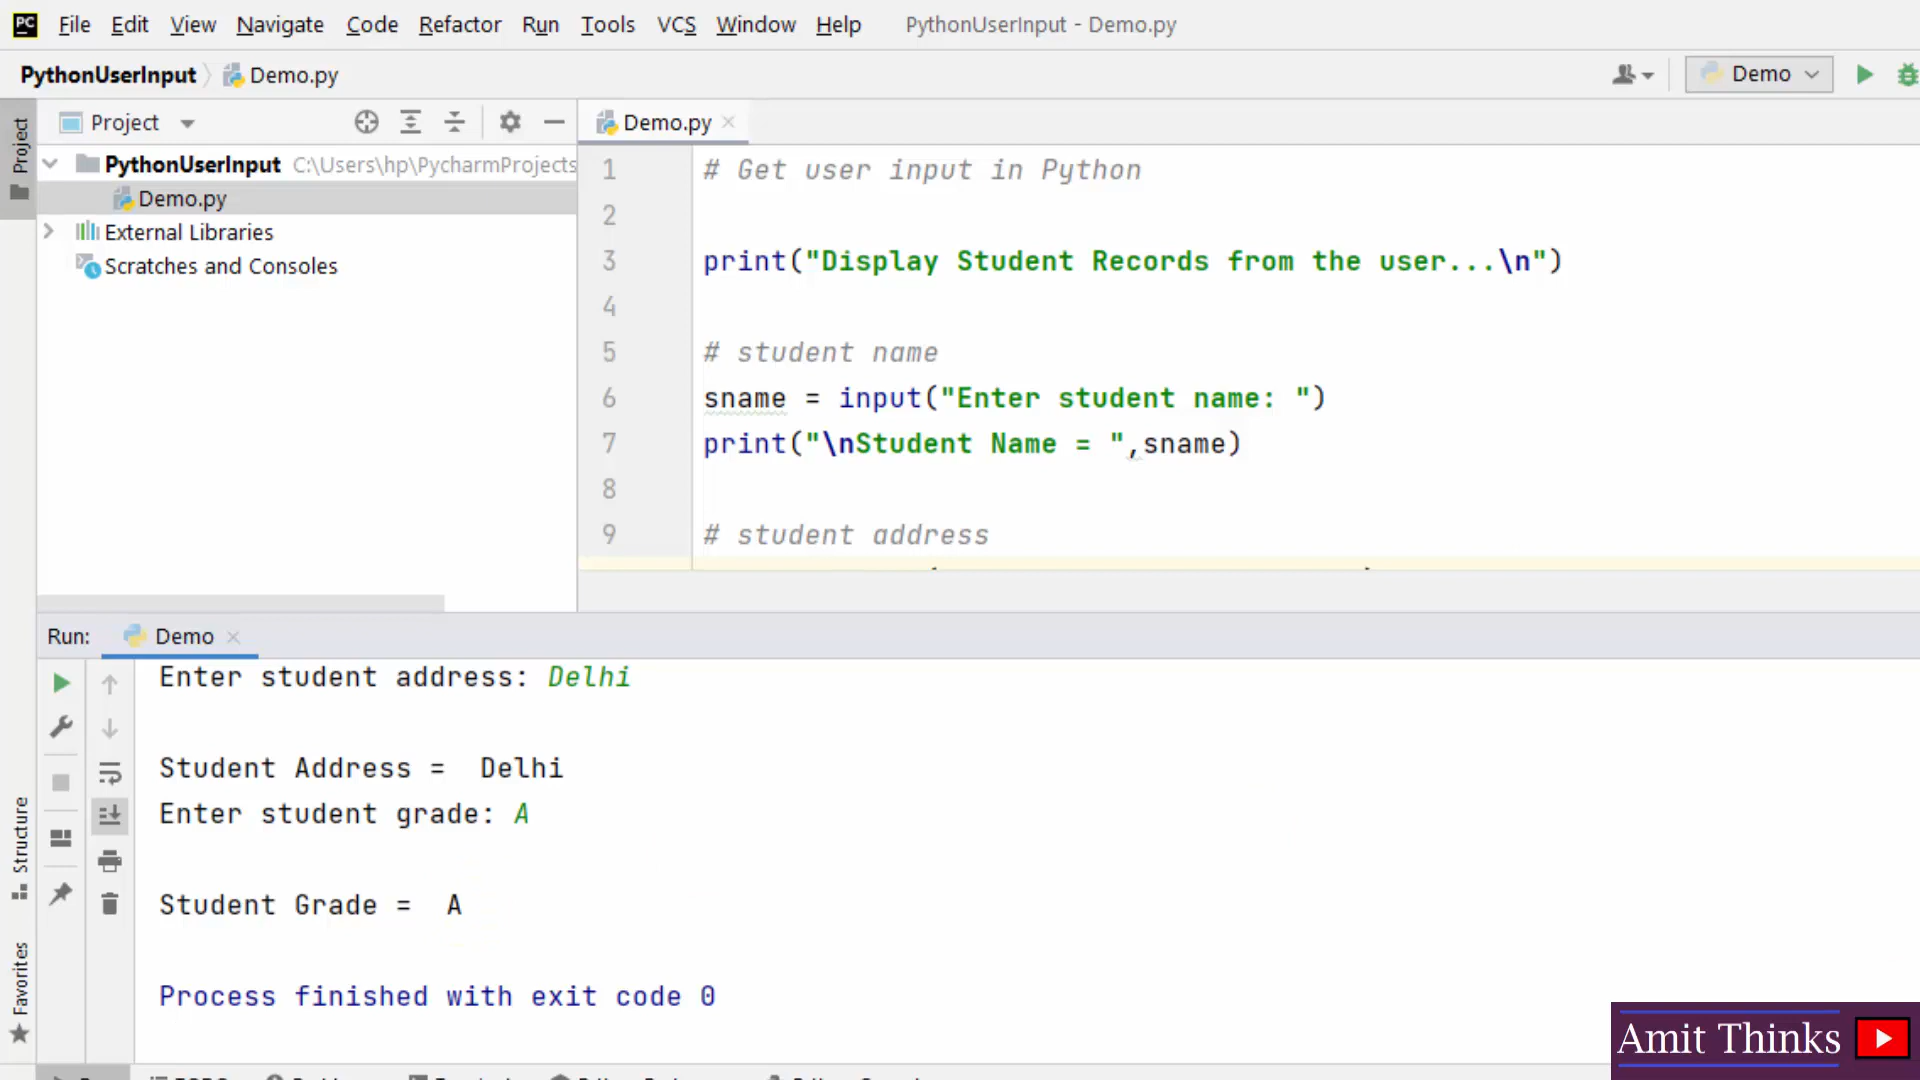 PC File Edit View Navigate Code Refactor Run Tools VCS Window Help PythonUserInput - Demo.py
PythonUserInput Demo.py Demo
Project Project Demo.py
PythonUserInput C:\Users\hp\PycharmProjects
Demo.py
External Libraries
Scratches and Consoles
1 # Get user input in Python
2
3 print("Display Student Records from the user...\n")
4
5 # student name
6 sname = input("Enter student name: ")
7 print("\nStudent Name = ",sname)
8
9 # student address
Run: Demo
Enter student address: Delhi
Student Address =  Delhi
Enter student grade: A
Student Grade =  A
Process finished with exit code 0
Structure
Favorites
Amit Thinks